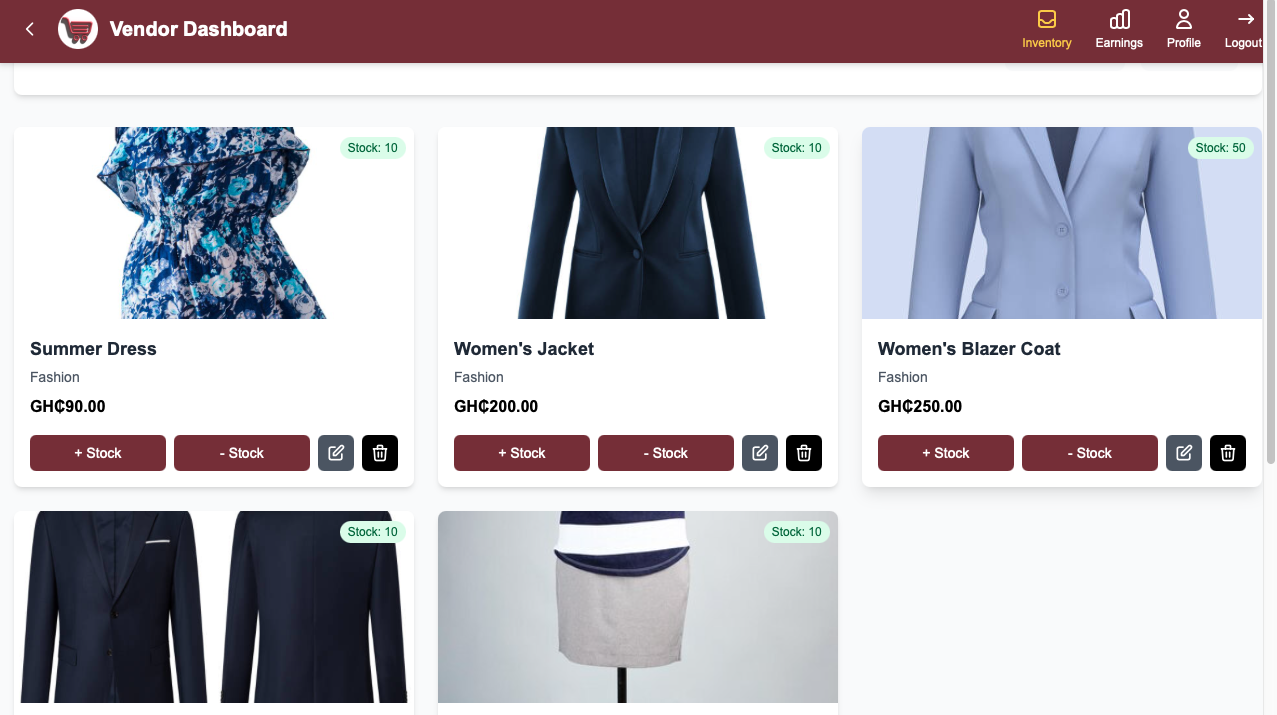 Vendor Dashboard
Inventory
Earnings
Profile
Logout
Stock: 10
Stock: 10
Stock: 50
Summer Dress
Fashion
GH₵90.00
+ Stock
- Stock
Women's Jacket
Fashion
GH₵200.00
+ Stock
- Stock
Women's Blazer Coat
Fashion
GH₵250.00
+ Stock
- Stock
Stock: 10
Stock: 10